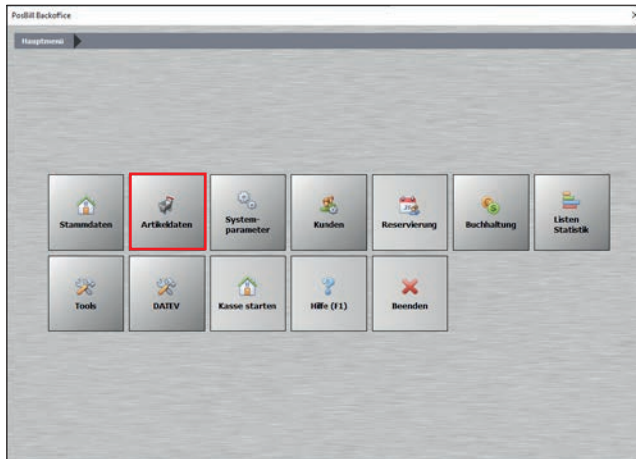 PosBill Backoffice
Hauptmenü
Stammdaten
Artikeldaten
System-
parameter
Kunden
Reservierung
Buchhaltung
Listen
Statistik
Tools
DATEV
Kasse starten
Hilfe (F1)
Beenden